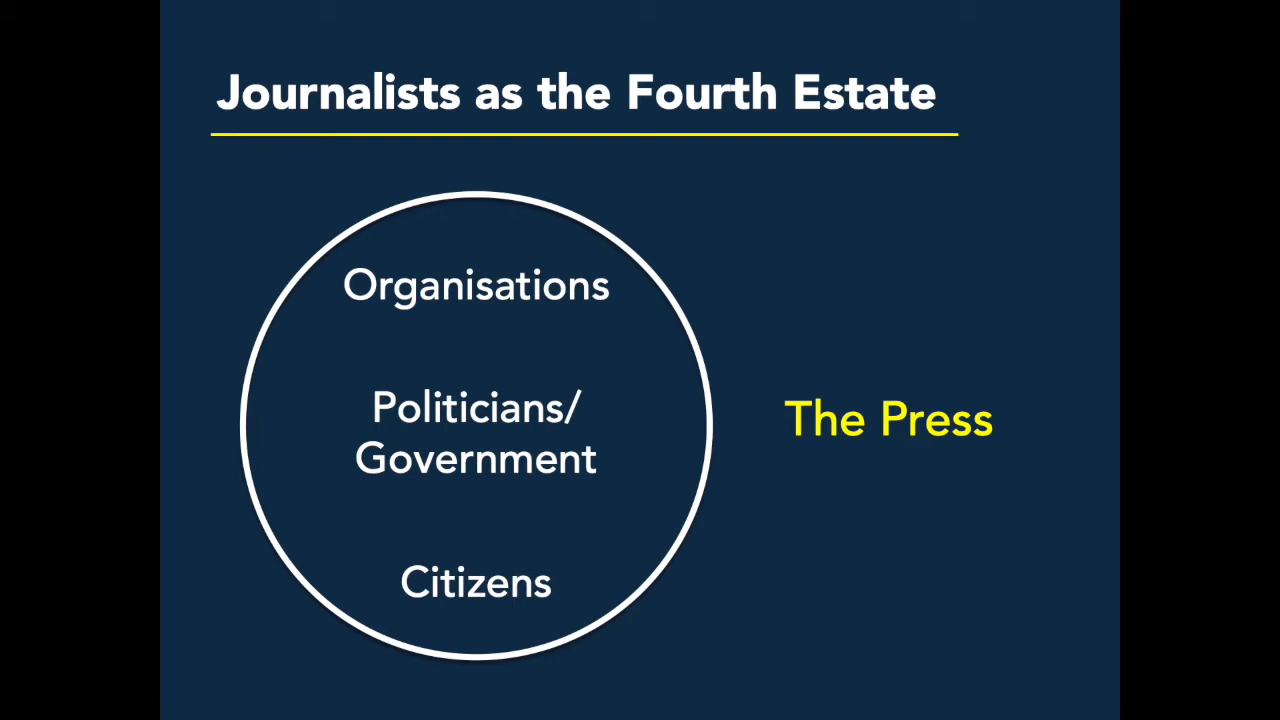 Journalists as the Fourth Estate
Organisations
Politicians/
Government
The Press
Citizens